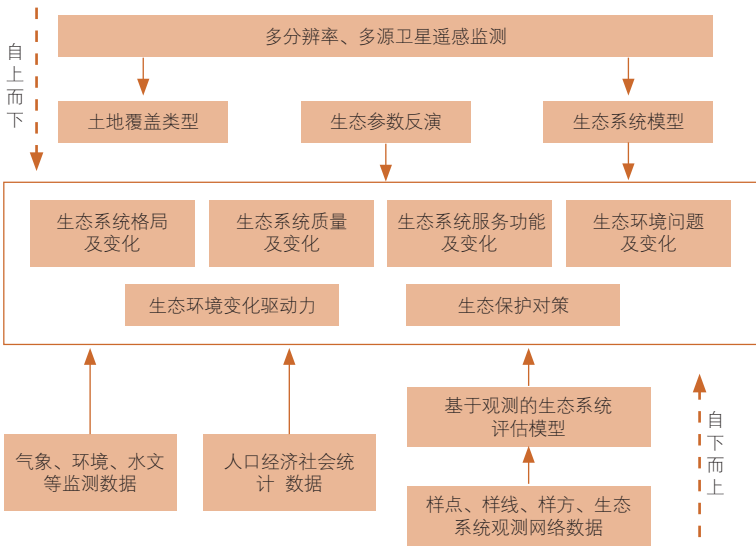 自上而下
多分辨率、多源卫星遥感监测
土地覆盖类型
生态参数反演
生态系统模型
生态系统格局
及变化
生态系统质量
及变化
生态系统服务功能
及变化
生态环境问题
及变化
生态环境变化驱动力
生态保护对策
基于观测的生态系统
评估模型
自下而上
气象、环境、水文
等监测数据
人口经济社会统
计 数据
样点、样线、样方、生态
系统观测网络数据